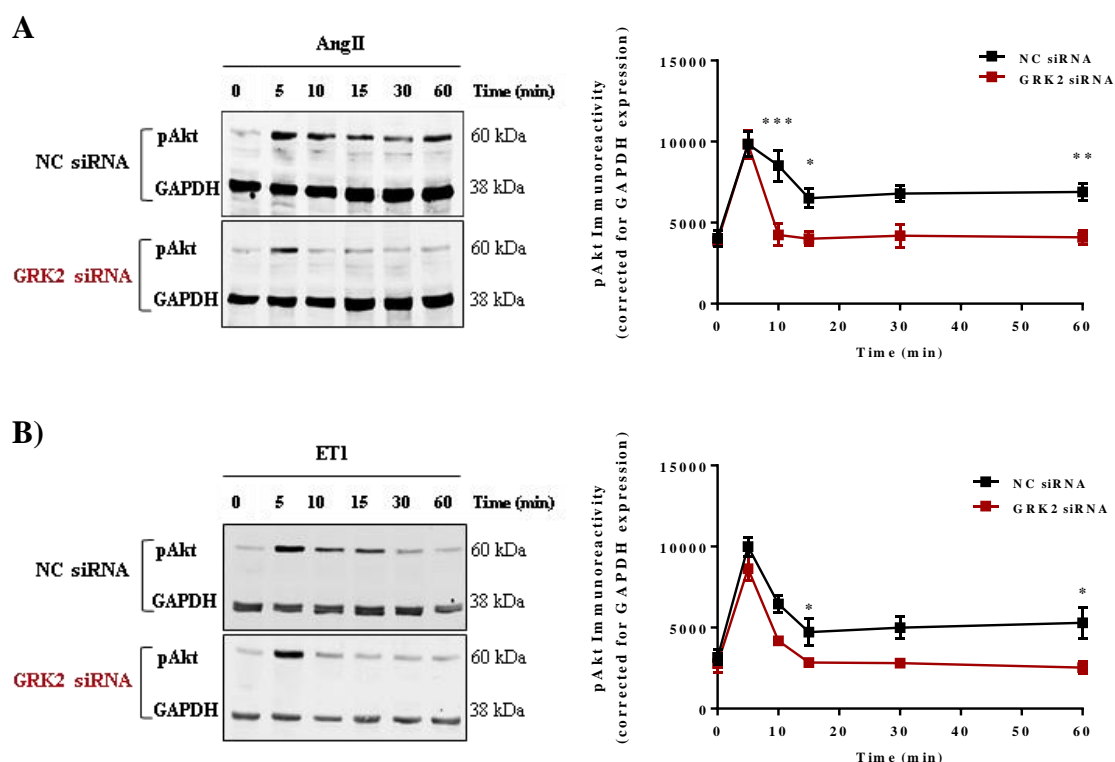 A
AngII
0 5 10 15 30 60 Time (min)
NC siRNA
pAkt 60 kDa
GAPDH 38 kDa
GRK2 siRNA
pAkt 60 kDa
GAPDH 38 kDa
pAkt Immunoreactivity
(corrected for GAPDH expression)
15000
10000
5000
0
0 10 20 30 40 50 60
Time (min)
NC siRNA
GRK2 siRNA
***
*
**
B)
ET1
0 5 10 15 30 60 Time (min)
NC siRNA
pAkt 60 kDa
GAPDH 38 kDa
GRK2 siRNA
pAkt 60 kDa
GAPDH 38 kDa
pAkt Immunoreactivity
(corrected for GAPDH expression)
15000
10000
5000
0
0 10 20 30 40 50 60
Time (min)
NC siRNA
GRK2 siRNA
*
*